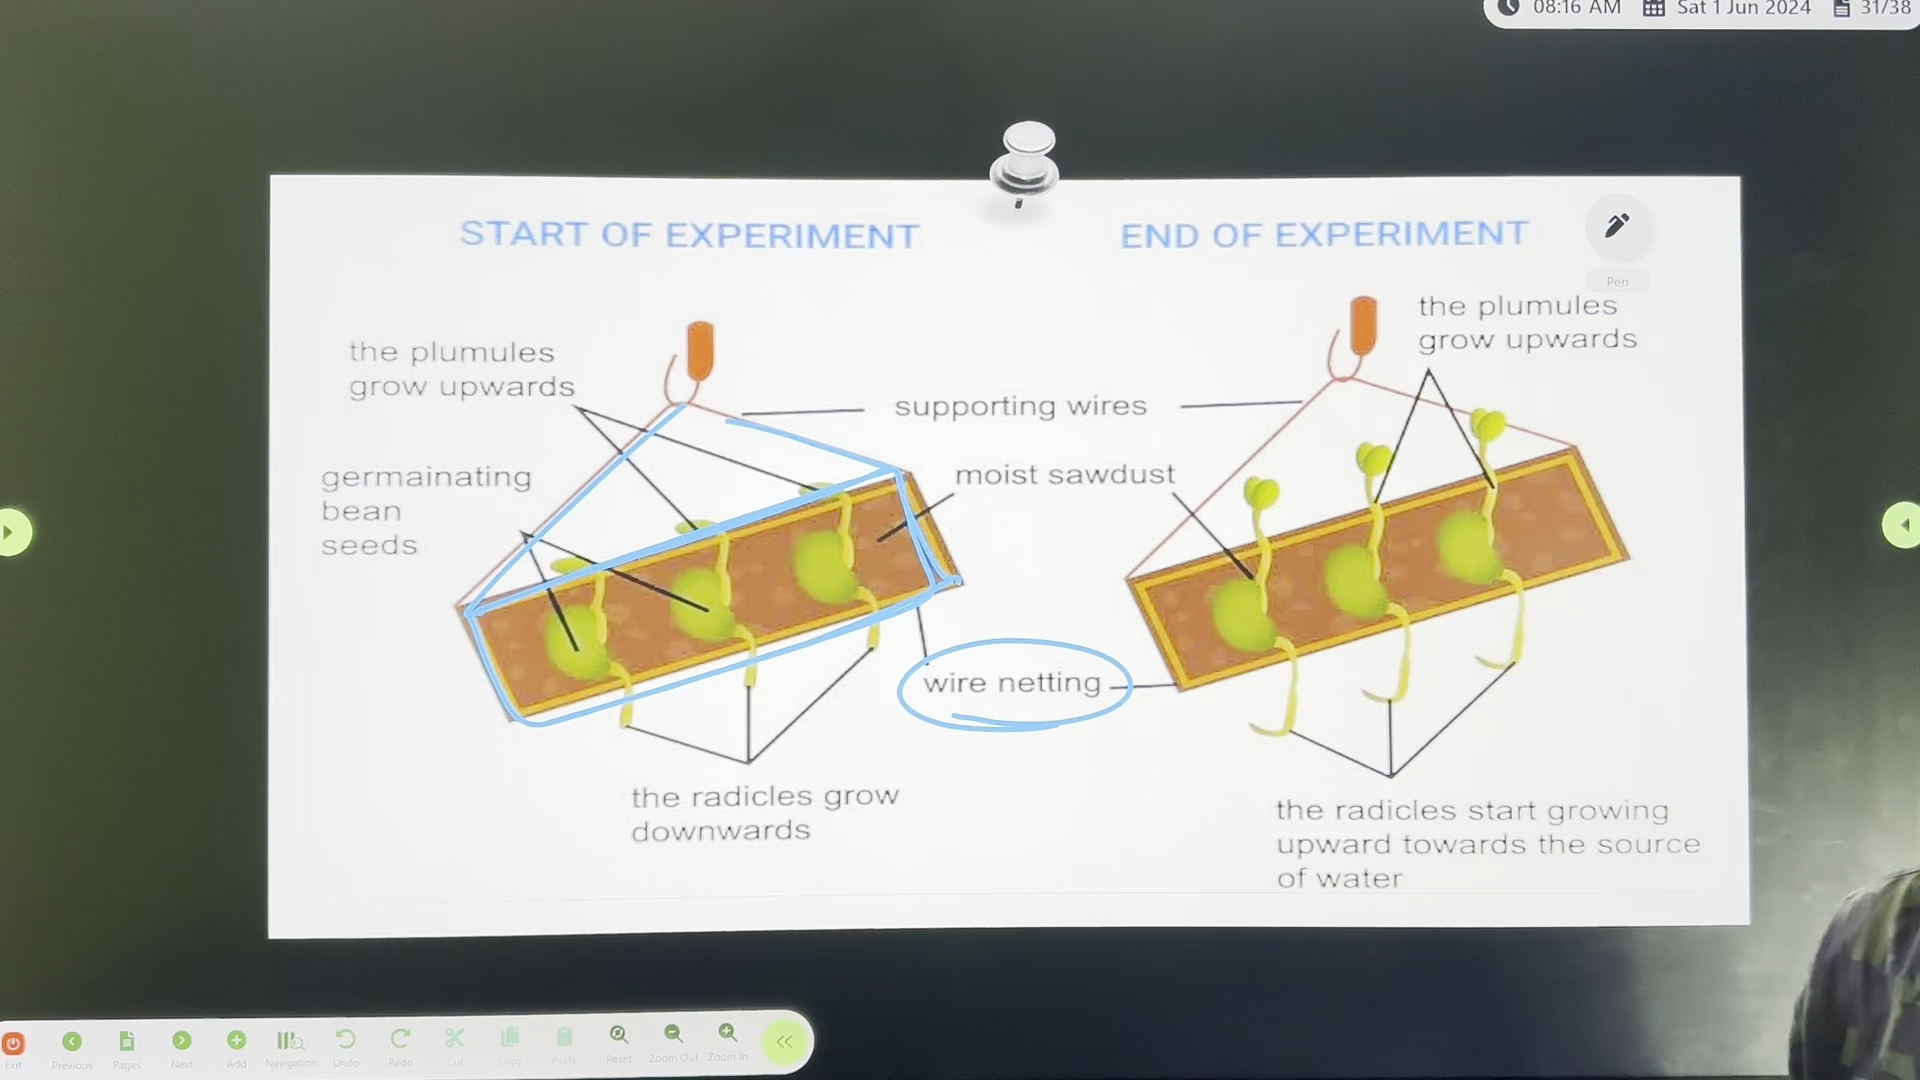 08:16 AM Sat 1 Jun 2024 31/38
START OF EXPERIMENT
END OF EXPERIMENT
Pen
the plumules
grow upwards
the plumules
grow upwards
supporting wires
germainating
bean
seeds
moist sawdust
wire netting
the radicles grow
downwards
the radicles start growing
upward towards the source
of water
Exit Previous Pages Next Add Navigation Undo Redo Cut Copy Paste Reset Zoom Out Zoom In